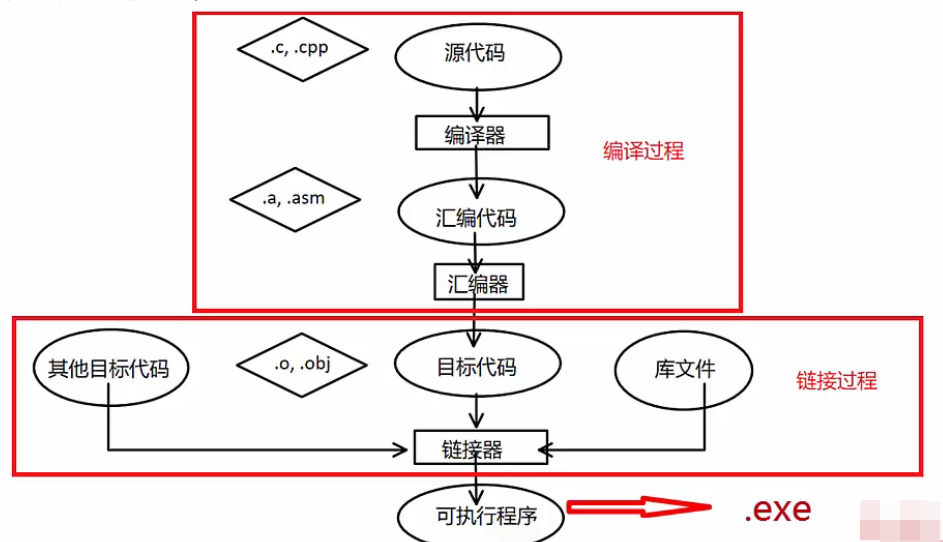 .c, .cpp
源代码
编译器
编译过程
.a, .asm
汇编代码
汇编器
其他目标代码
.o, .obj
目标代码
库文件
链接过程
链接器
可执行程序
.exe